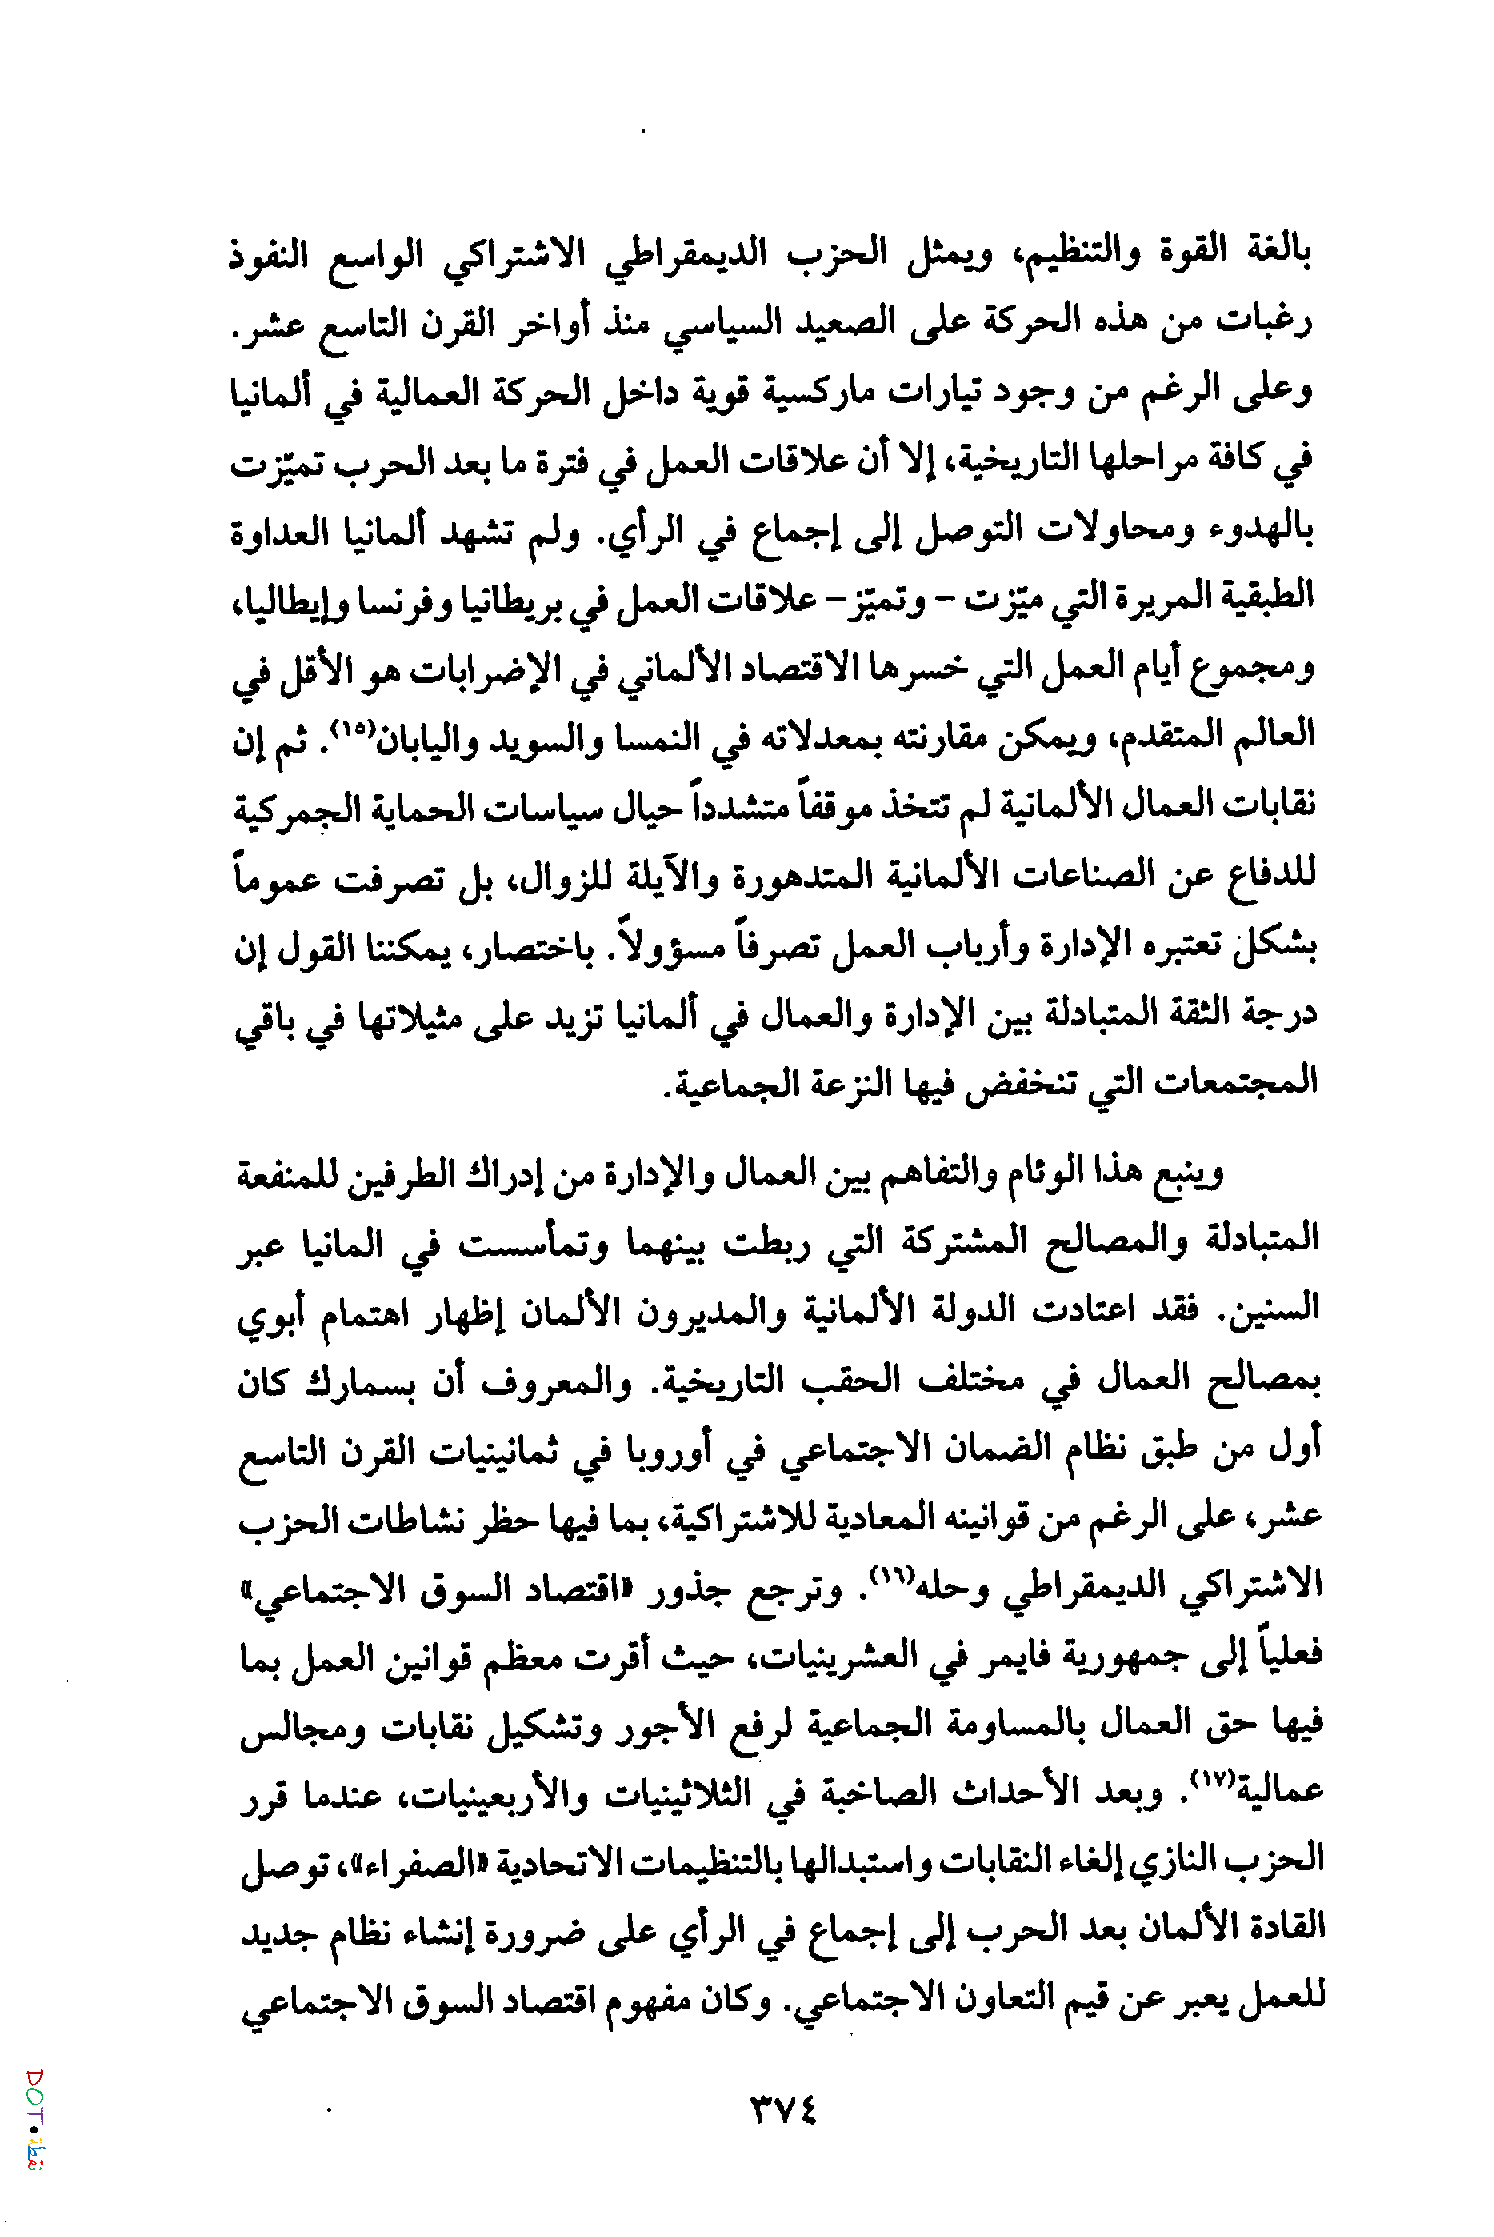 بالغة القوة والتنظيم، ويمثل الحزب الديمقراطي الاشتراكي الواسع النفوذ
رغبات من هذه الحركة على الصعيد السياسي منذ أواخر القرن التاسع عشر.
وعلى الرغم من وجود تيارات ماركسية قوية داخل الحركة العمالية في ألمانيا
في كافة مراحلها التاريخية، إلا أن علاقات العمل في فترة ما بعد الحرب تميّزت
بالهدوء ومحاولات التوصل إلى إجماع في الرأي. ولم تشهد ألمانيا العداوة
الطبقية المريرة التي ميّزت – وتميّز – علاقات العمل في بريطانيا وفرنسا وإيطاليا،
ومجموع أيام العمل التي خسرها الاقتصاد الألماني في الإضرابات هو الأقل في
العالم المتقدم، ويمكن مقارنته بمعدلاته في النمسا والسويد واليابان(١٥). ثم إن
نقابات العمال الألمانية لم تتخذ موقفاً متشدداً حيال سياسات الحماية الجمركية
للدفاع عن الصناعات الألمانية المتدهورة والآيلة للزوال، بل تصرفت عموماً
بشكل تعتبره الإدارة وأرباب العمل تصرفاً مسؤولاً. باختصار، يمكننا القول إن
درجة الثقة المتبادلة بين الإدارة والعمال في ألمانيا تزيد على مثيلاتها في باقي
المجتمعات التي تنخفض فيها النزعة الجماعية.
وينبع هذا الوئام والتفاهم بين العمال والإدارة من إدراك الطرفين للمنفعة
المتبادلة والمصالح المشتركة التي ربطت بينهما وتمأسست في المانيا عبر
السنين. فقد اعتادت الدولة الألمانية والمديرون الألمان إظهار اهتمام أبوي
بمصالح العمال في مختلف الحقب التاريخية. والمعروف أن بسمارك كان
أول من طبق نظام الضمان الاجتماعي في أوروبا في ثمانينيات القرن التاسع
عشر، على الرغم من قوانينه المعادية للاشتراكية، بما فيها حظر نشاطات الحزب
الاشتراكي الديمقراطي وحله(١٦). وترجع جذور «اقتصاد السوق الاجتماعي»
فعلياً إلى جمهورية فايمر في العشرينيات، حيث أقرت معظم قوانين العمل بما
فيها حق العمال بالمساومة الجماعية لرفع الأجور وتشكيل نقابات ومجالس
عمالية(١٧). وبعد الأحداث الصاخبة في الثلاثينيات والأربعينيات، عندما قرر
الحزب النازي إلغاء النقابات واستبدالها بالتنظيمات الاتحادية «الصفراء»، توصل
القادة الألمان بعد الحرب إلى إجماع في الرأي على ضرورة إنشاء نظام جديد
للعمل يعبر عن قيم التعاون الاجتماعي. وكان مفهوم اقتصاد السوق الاجتماعي
٣٧٤
DOT • نقطة